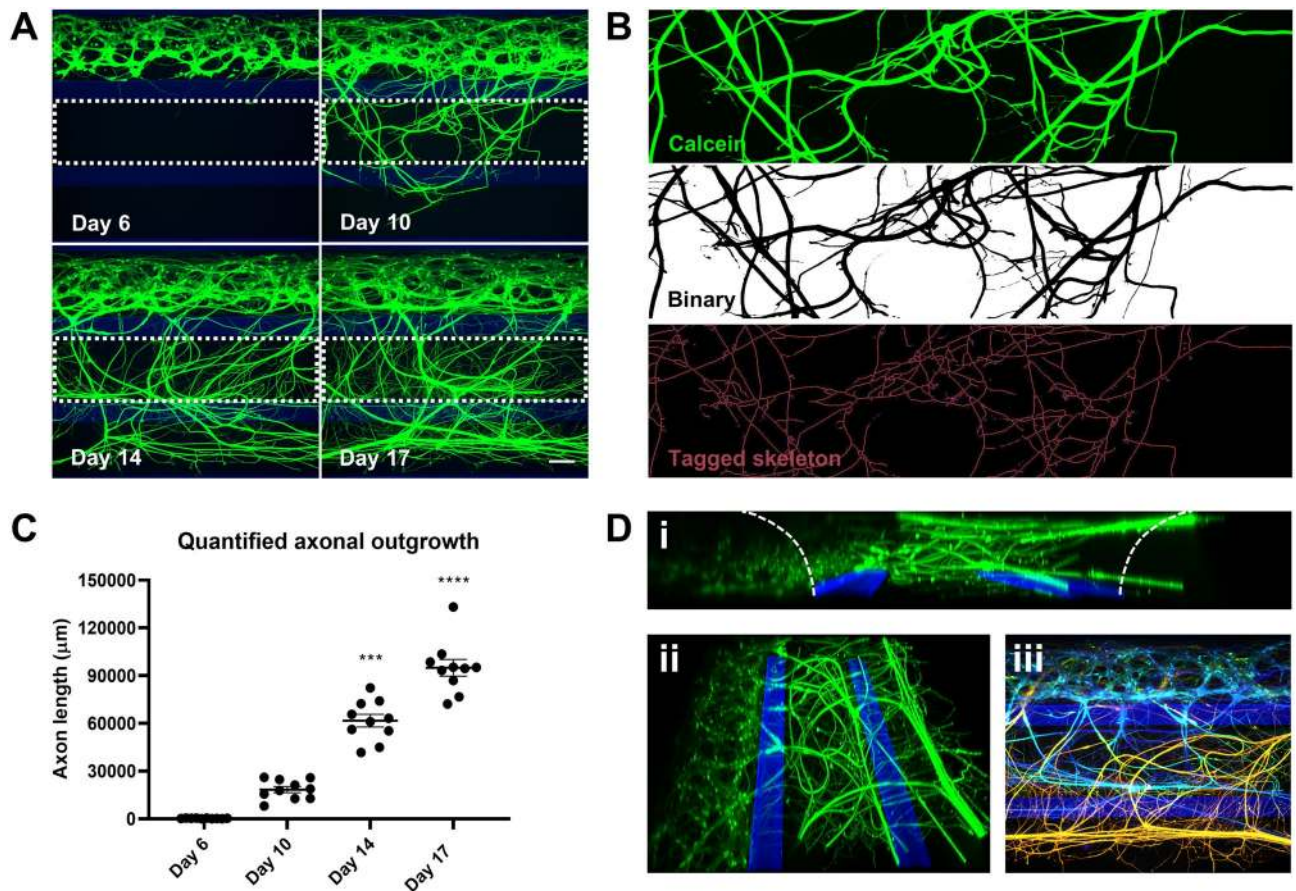 A
Day 6
Day 10
Day 14
Day 17
B
Calcein
Binary
Tagged skeleton
C
Quantified axonal outgrowth
Axon length (μm)
150000
120000
90000
60000
30000
0
***
****
Day 6
Day 10
Day 14
Day 17
D
i
ii
iii